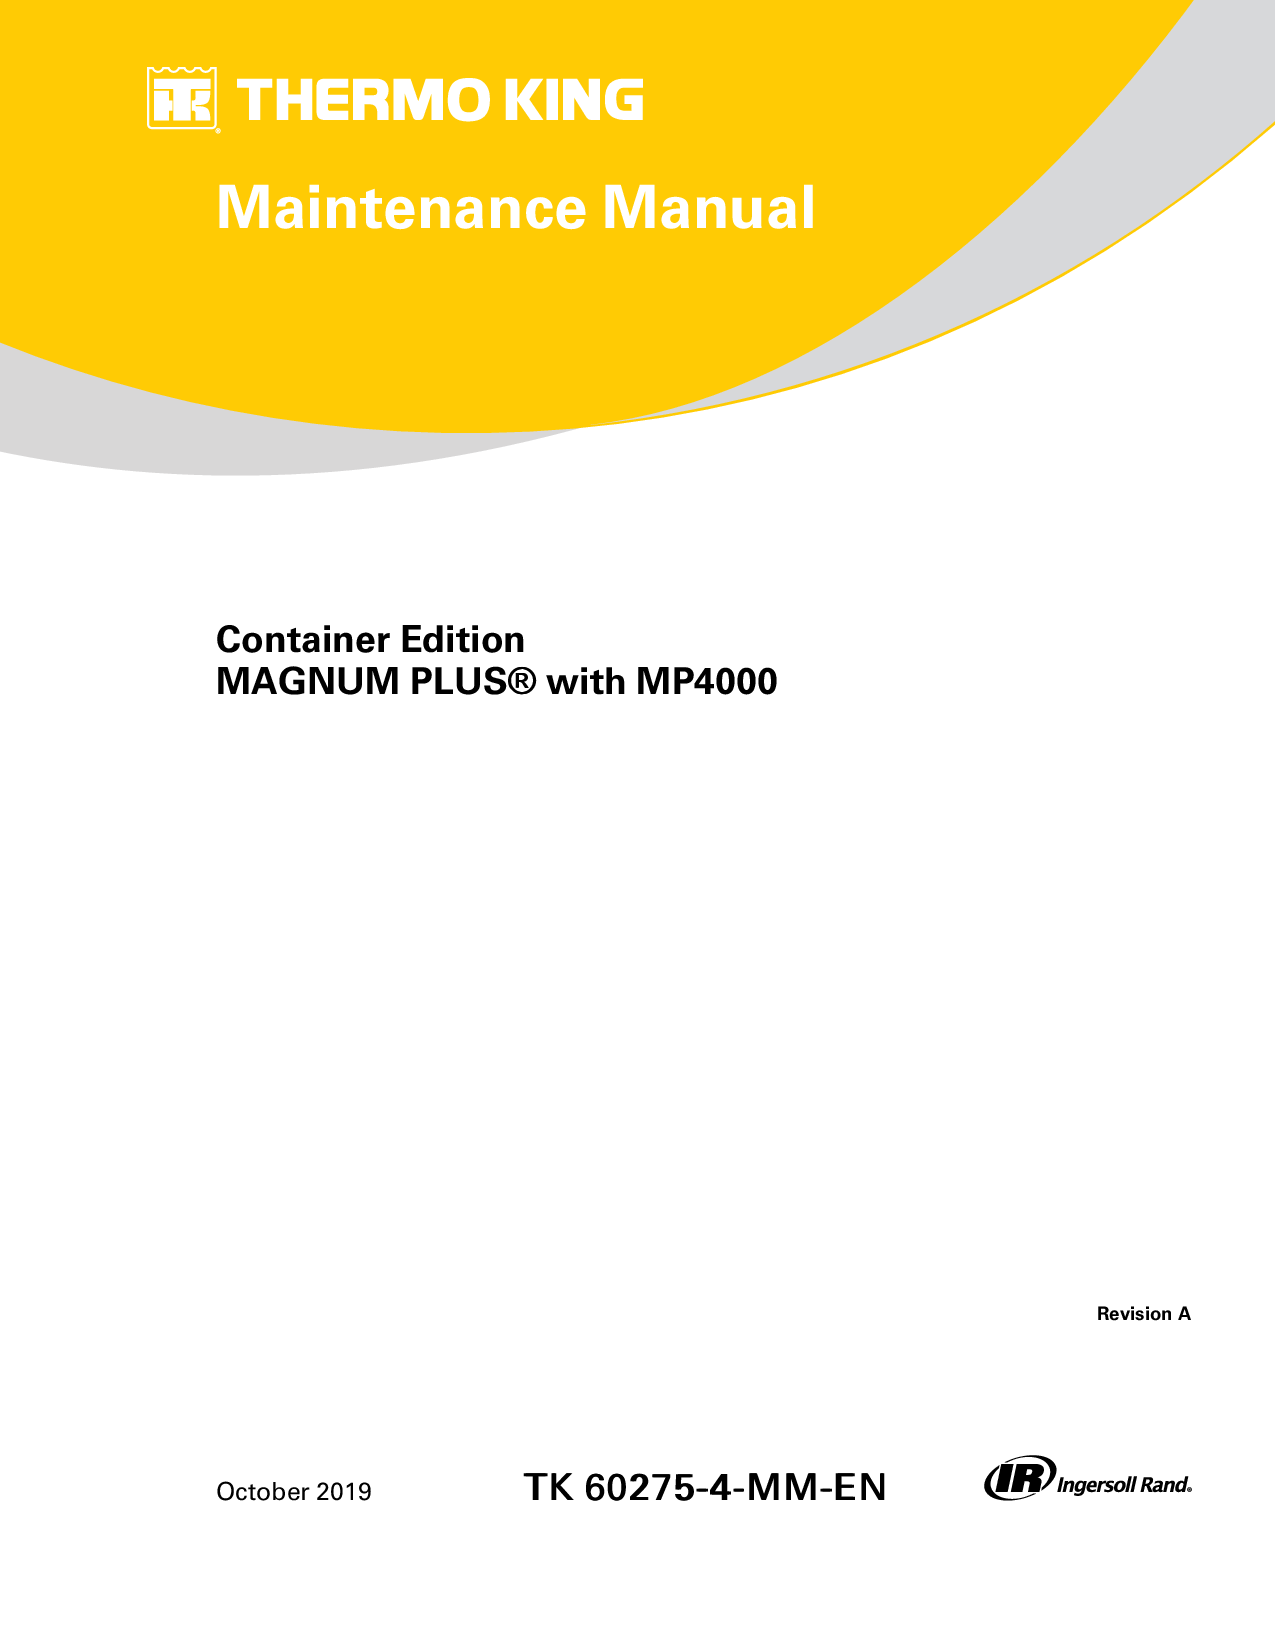 THERMO KING
Maintenance Manual
Container Edition
MAGNUM PLUS® with MP4000
Revision A
October 2019
TK 60275-4-MM-EN
IR Ingersoll Rand®